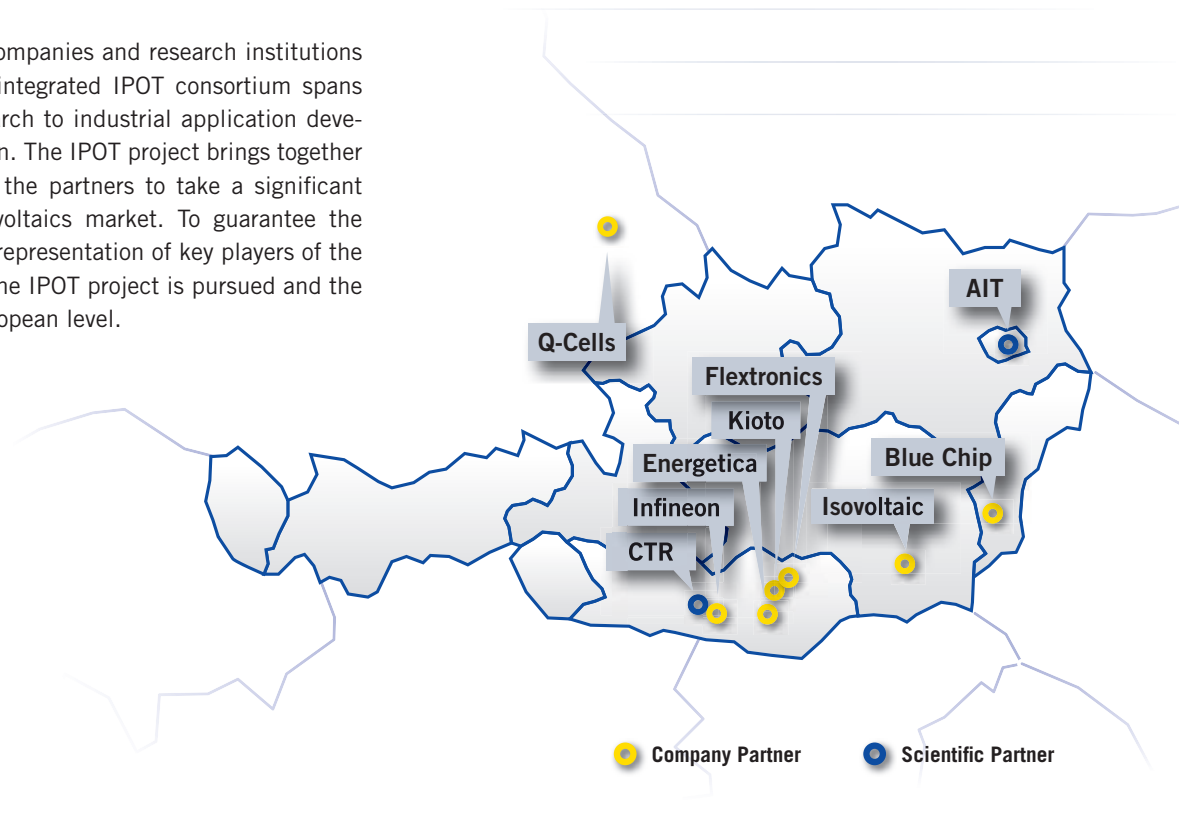 ompanies and research institutions
integrated IPOT consortium spans
rch to industrial application deve-
n. The IPOT project brings together
the partners to take a significant
voltaics market. To guarantee the
representation of key players of the
he IPOT project is pursued and the
opean level.
AIT
Q-Cells
Flextronics
Kioto
Energetica
Blue Chip
Infineon
Isovoltaic
CTR
Company Partner
Scientific Partner